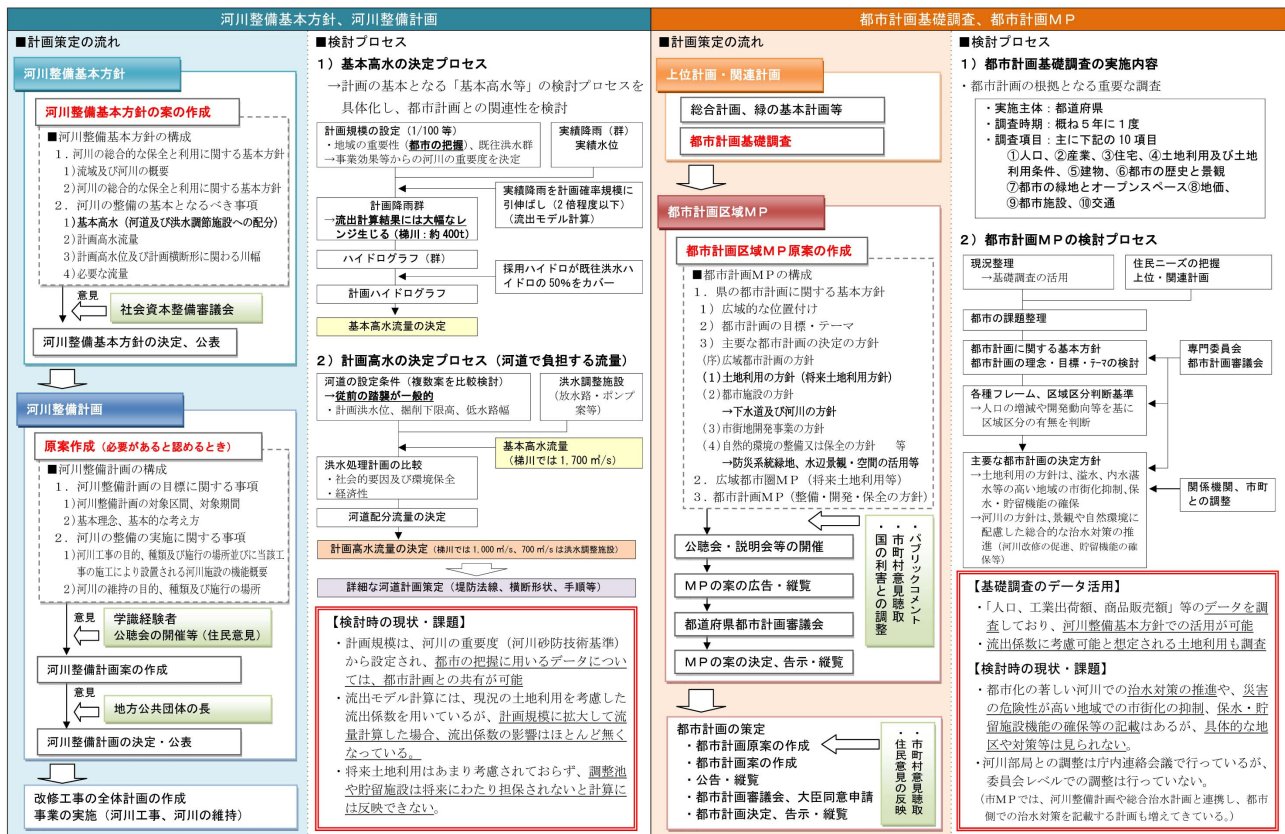 河川整備基本方針、河川整備計画
■計画策定の流れ
河川整備基本方針
河川整備基本方針の案の作成
■河川整備基本方針の構成
1．河川の総合的な保全と利用に関する基本方針
1)流域及び河川の概要
2)河川の総合的な保全と利用に関する基本方針
2．河川の整備の基本となるべき事項
1)基本高水（河道及び洪水調節施設への配分）
2)計画高水流量
3)計画高水位及び計画横断形に関わる川幅
4)必要な流量
意見
社会資本整備審議会
河川整備基本方針の決定、公表
河川整備計画
原案作成（必要があると認めるとき）
■河川整備計画の構成
1．河川整備計画の目標に関する事項
1)河川整備計画の対象区間、対象期間
2)基本理念、基本的な考え方
2．河川の整備の実施に関する事項
1)河川工事の目的、種類及び施行の場所並びに当該工
事の施工により設置される河川施設の機能概要
2)河川の維持の目的、種類及び施行の場所
意見
学識経験者
公聴会の開催等（住民意見）
河川整備計画案の作成
意見
地方公共団体の長
河川整備計画の決定・公表
改修工事の全体計画の作成
事業の実施（河川工事、河川の維持）
■検討プロセス
1）基本高水の決定プロセス
→計画の基本となる「基本高水等」の検討プロセスを
具体化し、都市計画との関連性を検討
計画規模の設定（1/100 等）
・地域の重要性（都市の把握）、既往洪水群
→事業効果等からの河川の重要度を決定
実績降雨（群）
実績水位
実績降雨を計画確率規模に
引伸ばし（2 倍程度以下）
（流出モデル計算）
計画降雨群
→流出計算結果には大幅なレ
ンジ生じる（梯川：約 400t）
ハイドログラフ（群）
採用ハイドロが既往洪水ハ
イドロの50%をカバー
計画ハイドログラフ
基本高水流量の決定
2）計画高水の決定プロセス（河道で負担する流量）
河道の設定条件（複数案を比較検討）
→従前の踏襲が一般的
・計画洪水位、掘削下限高、低水路幅
洪水調整施設
（放水路・ポンプ
案等）
基本高水流量
（梯川では 1,700 ㎥/s）
洪水処理計画の比較
・社会的要因及び環境保全
・経済性
河道配分流量の決定
計画高水流量の決定（梯川では 1,000 ㎥/s、700 ㎥/s は洪水調整施設）
詳細な河道計画策定（堤防法線、横断形状、手順等）
【検討時の現状・課題】
・計画規模は、河川の重要度（河川砂防技術基準）
から設定され、都市の把握に用いるデータについ
ては、都市計画との共有が可能
・流出モデル計算には、現況の土地利用を考慮した
流出係数を用いているが、計画規模に拡大して流
量計算した場合、流出係数の影響はほとんど無く
なっている。
・将来土地利用はあまり考慮されておらず、調整池
や貯留施設は将来にわたり担保されないと計算に
は反映できない。
都市計画基礎調査、都市計画ＭＰ
■計画策定の流れ
上位計画・関連計画
総合計画、緑の基本計画等
都市計画基礎調査
都市計画区域ＭＰ
都市計画区域ＭＰ原案の作成
■都市計画ＭＰの構成
1．県の都市計画に関する基本方針
1）広域的な位置付け
2）都市計画の目標・テーマ
3）主要な都市計画の決定の方針
(序)広域都市計画の方針
(1)土地利用の方針（将来土地利用方針）
(2)都市施設の方針
→下水道及び河川の方針
(3)市街地開発事業の方針
(4)自然的環境の整備又は保全の方針　等
→防災系統緑地、水辺景観・空間の活用等
2．広域都市圏ＭＰ（将来土地利用等）
3．都市計画ＭＰ（整備・開発・保全の方針）
・パブリックコメント
・市町村意見聴取
・国の利害との調整
公聴会・説明会等の開催
ＭＰの案の広告・縦覧
都道府県都市計画審議会
ＭＰの案の決定、告示・縦覧
都市計画の策定
・都市計画原案の作成
・都市計画案の作成
・公告・縦覧
・都市計画審議会、大臣同意申請
・都市計画決定、告示・縦覧
・市町村意見聴取
・住民意見の反映
■検討プロセス
1）都市計画基礎調査の実施内容
・都市計画の根拠となる重要な調査
・実施主体：都道府県
・調査時期：概ね５年に１度
・調査項目：主に下記の 10 項目
①人口、②産業、③住宅、④土地利用及び土地
利用条件、⑤建物、⑥都市の歴史と景観
⑦都市の緑地とオープンスペース⑧地価、
⑨都市施設、⑩交通
2）都市計画ＭＰの検討プロセス
現況整理
→基礎調査の活用
住民ニーズの把握
上位・関連計画
都市の課題整理
都市計画に関する基本方針
都市計画の理念・目標・テーマの検討
専門委員会
都市計画審議会
各種フレーム、区域区分判断基準
→人口の増減や開発動向等を基に
区域区分の有無を判断
主要な都市計画の決定方針
→土地利用の方針は、溢水、内水湛
水等の高い地域の市街化抑制、保
水・貯留機能の確保
→河川の方針は、景観や自然環境に
配慮した総合的な治水対策の推
進（河川改修の促進、貯留機能の確
保等）
関係機関、市町
との調整
【基礎調査のデータ活用】
・「人口、工業出荷額、商品販売額」等のデータを調
査しており、河川整備基本方針での活用が可能
・流出係数に考慮可能と想定される土地利用も調査
【検討時の現状・課題】
・都市化の著しい河川での治水対策の推進や、災害
の危険性が高い地域での市街化の抑制、保水・貯
留施設機能の確保等の記載はあるが、具体的な地
区や対策等は見られない。
・河川部局との調整は庁内連絡会議で行っているが、
委員会レベルでの調整は行っていない。
（市ＭＰでは、河川整備計画や総合治水計画と連携し、都市
側での治水対策を記載する計画も増えてきている。）